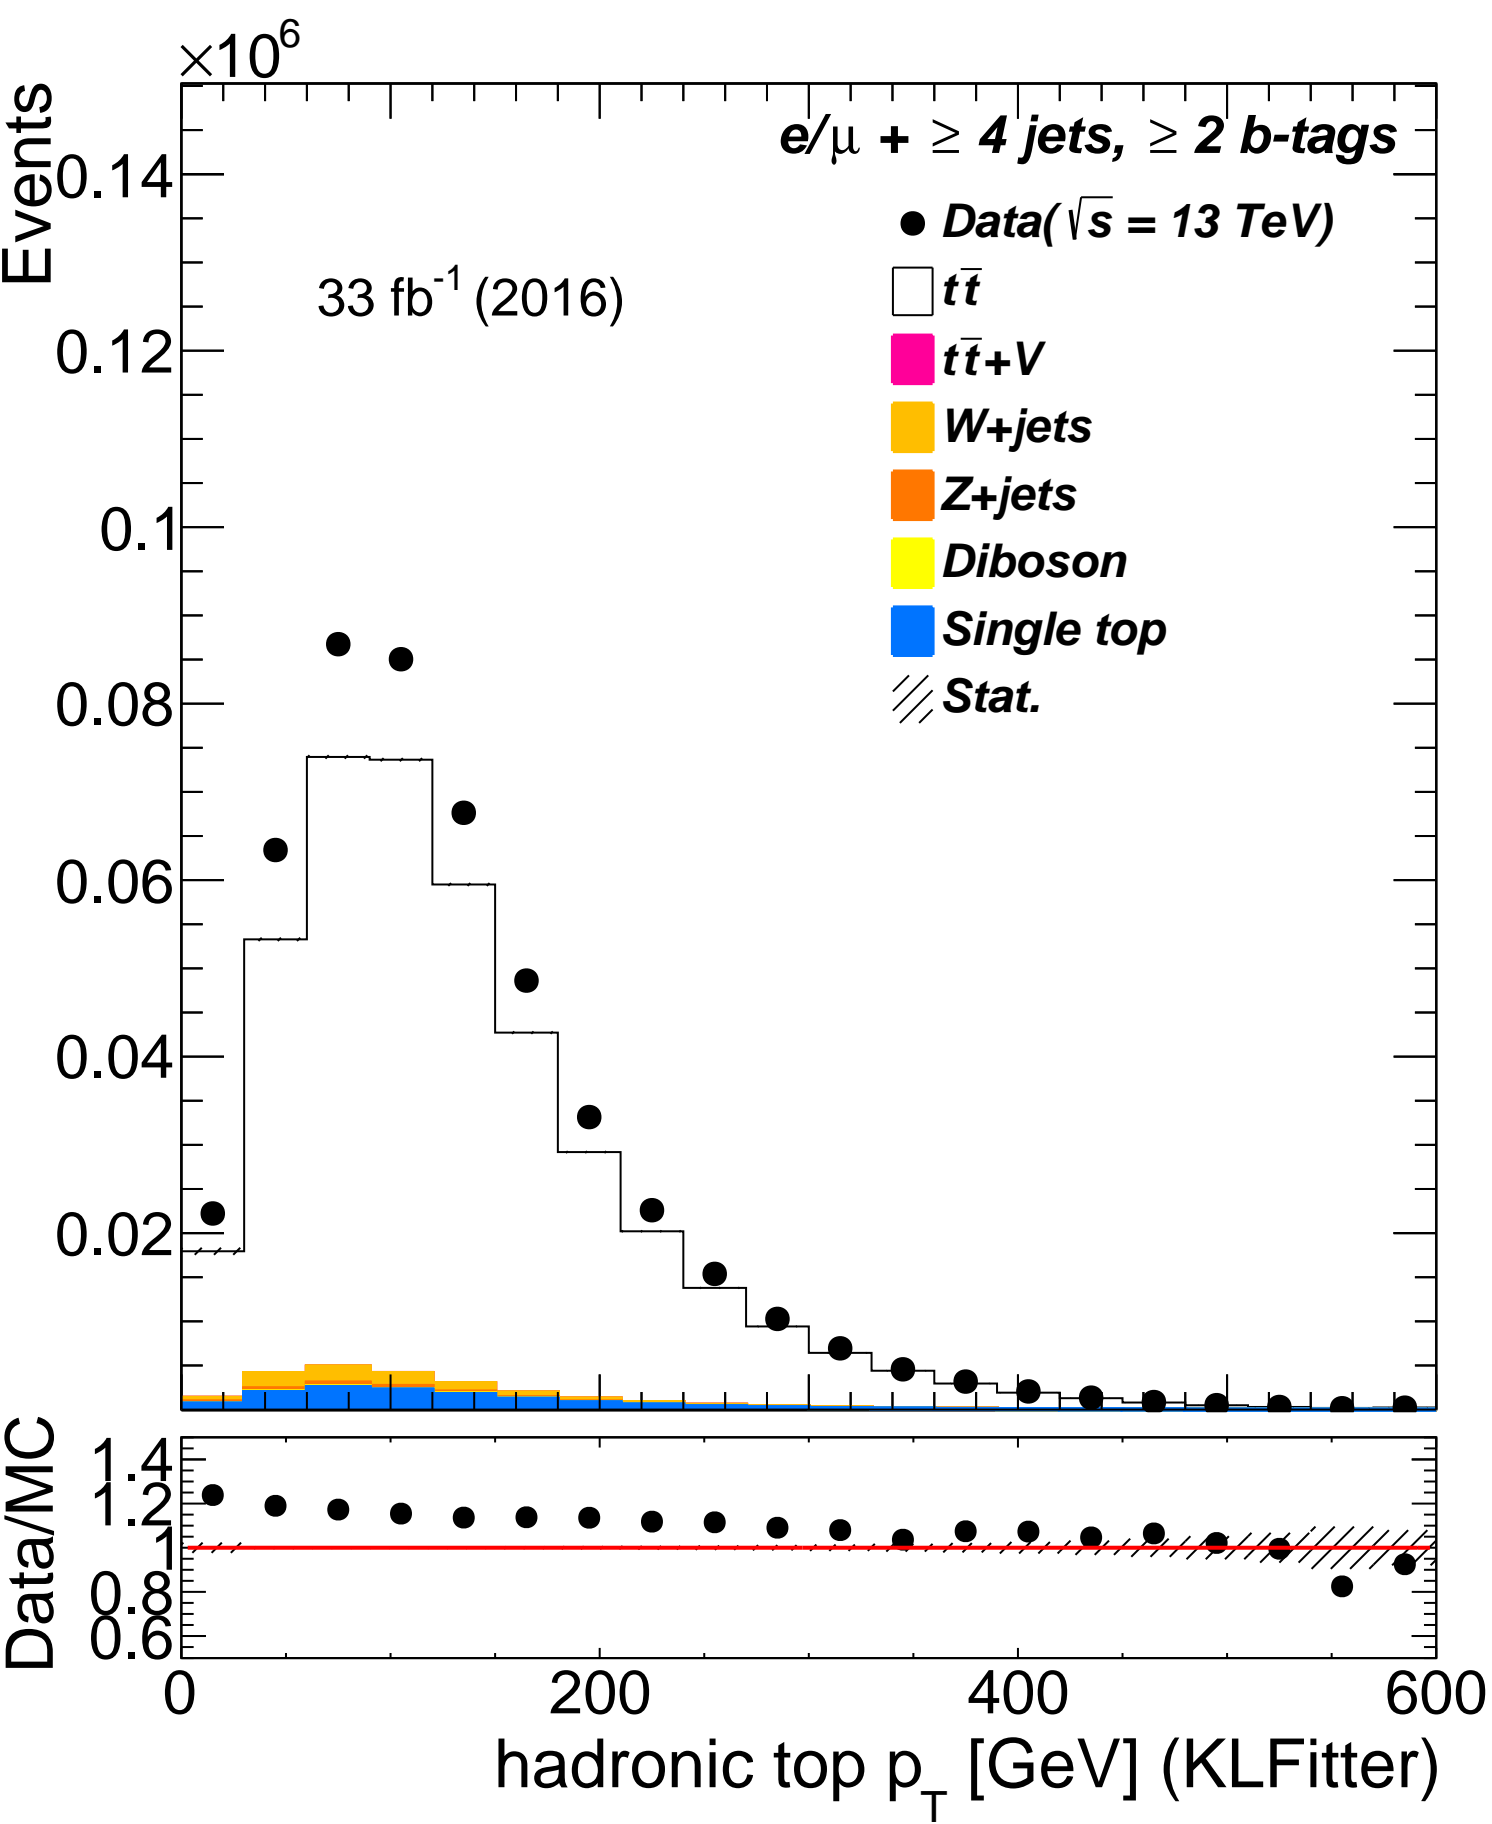 ×10⁶
Events
0.14
0.12
0.1
0.08
0.06
0.04
0.02
e/μ + ≥ 4 jets, ≥ 2 b-tags
33 fb⁻¹ (2016)
Data(√s = 13 TeV)
tt̅
tt̅+V
W+jets
Z+jets
Diboson
Single top
Stat.
Data/MC
1.4
1.2
1
0.8
0.6
0 200 400 600
hadronic top p_T [GeV] (KLFitter)